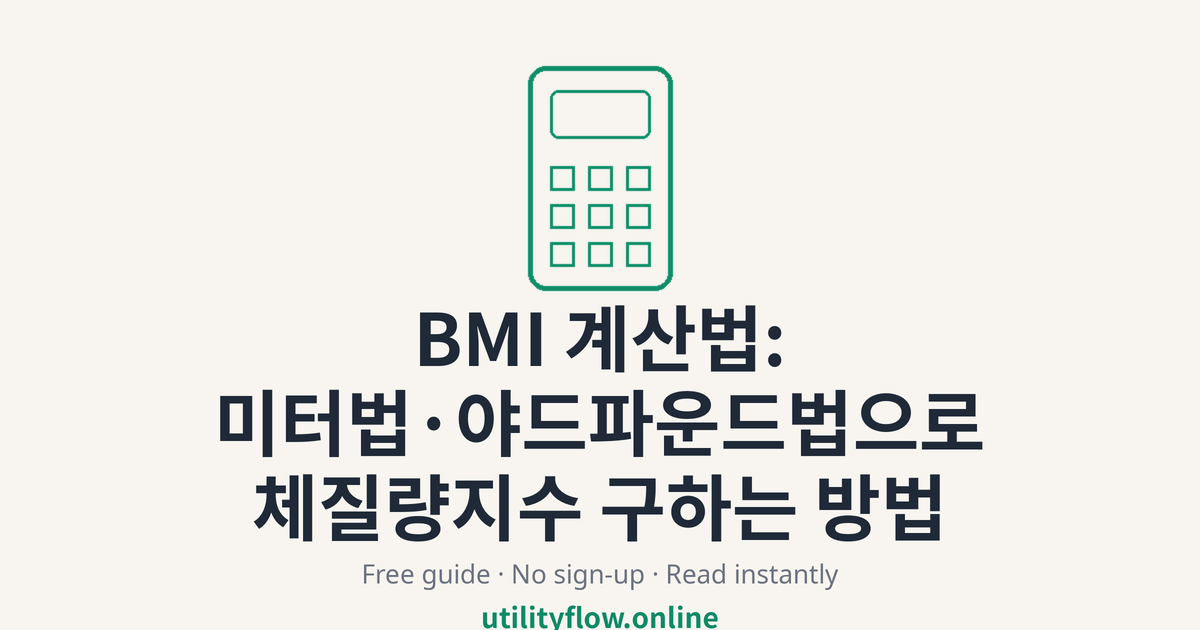 BMI 계산법:
미터법·야드파운드법으로
체질량지수 구하는 방법
Free guide · No sign-up · Read instantly
utilityflow.online